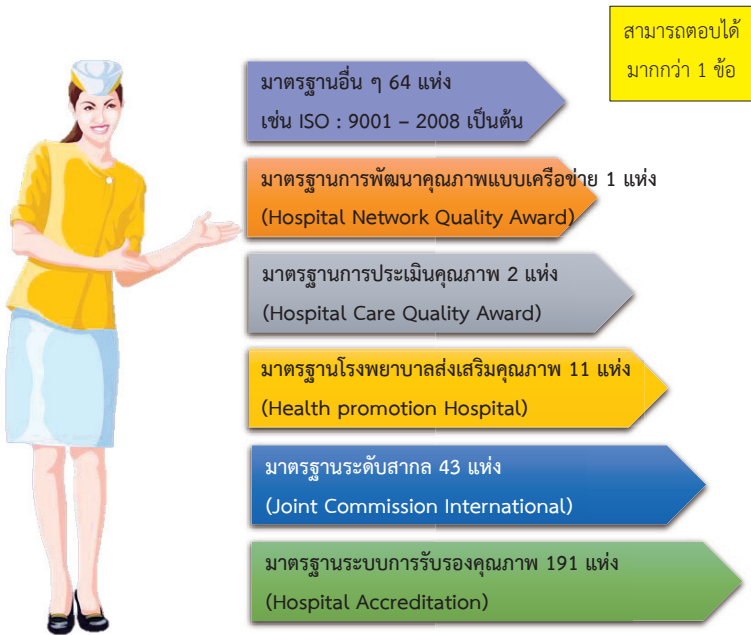 สามารถตอบได้
มากกว่า 1 ข้อ
มาตรฐานอื่น ๆ 64 แห่ง
เช่น ISO : 9001 – 2008 เป็นต้น
มาตรฐานการพัฒนาคุณภาพแบบเครือข่าย 1 แห่ง
(Hospital Network Quality Award)
มาตรฐานการประเมินคุณภาพ 2 แห่ง
(Hospital Care Quality Award)
มาตรฐานโรงพยาบาลส่งเสริมคุณภาพ 11 แห่ง
(Health promotion Hospital)
มาตรฐานระดับสากล 43 แห่ง
(Joint Commission International)
มาตรฐานระบบการรับรองคุณภาพ 191 แห่ง
(Hospital Accreditation)